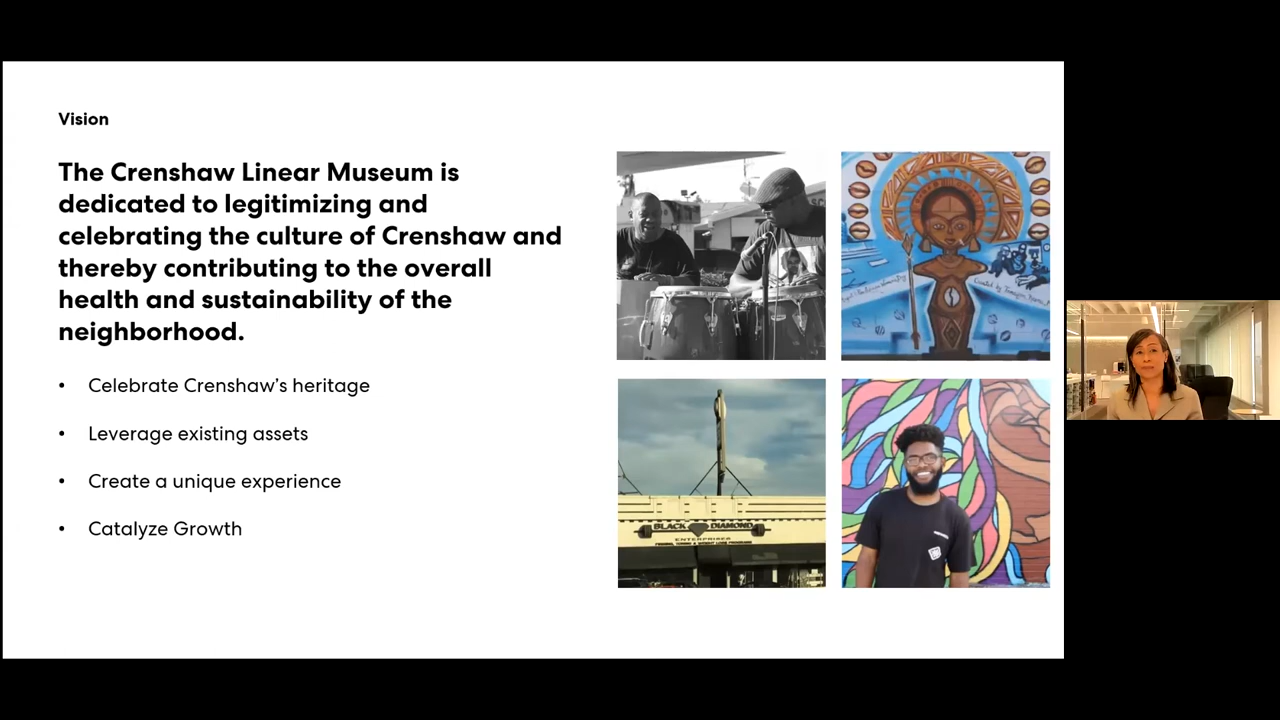 Vision
The Crenshaw Linear Museum is
dedicated to legitimizing and
celebrating the culture of Crenshaw and
thereby contributing to the overall
health and sustainability of the
neighborhood.
• Celebrate Crenshaw’s heritage
• Leverage existing assets
• Create a unique experience
• Catalyze Growth
BLACK DIAMOND
ENTERPRISES